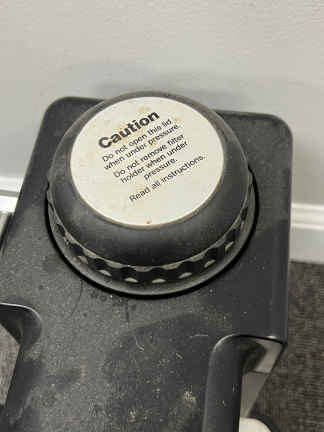 Caution
Do not open this lid
when under pressure.
Do not remove filter
holder when under
pressure.
Read all instructions.